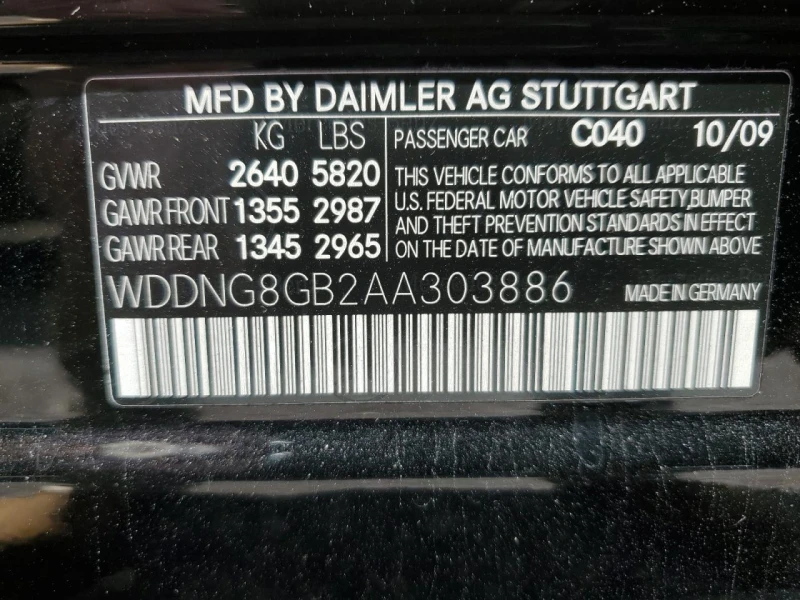 MFD BY DAIMLER AG STUTTGART
KG LBS
GVWR 2640 5820
GAWR FRONT 1355 2987
GAWR REAR 1345 2965
PASSENGER CAR C040 10/09
THIS VEHICLE CONFORMS TO ALL APPLICABLE
U.S. FEDERAL MOTOR VEHICLE SAFETY,BUMPER
AND THEFT PREVENTION STANDARDS IN EFFECT
ON THE DATE OF MANUFACTURE SHOWN ABOVE
WDDNG8GB2AA303886 MADE IN GERMANY